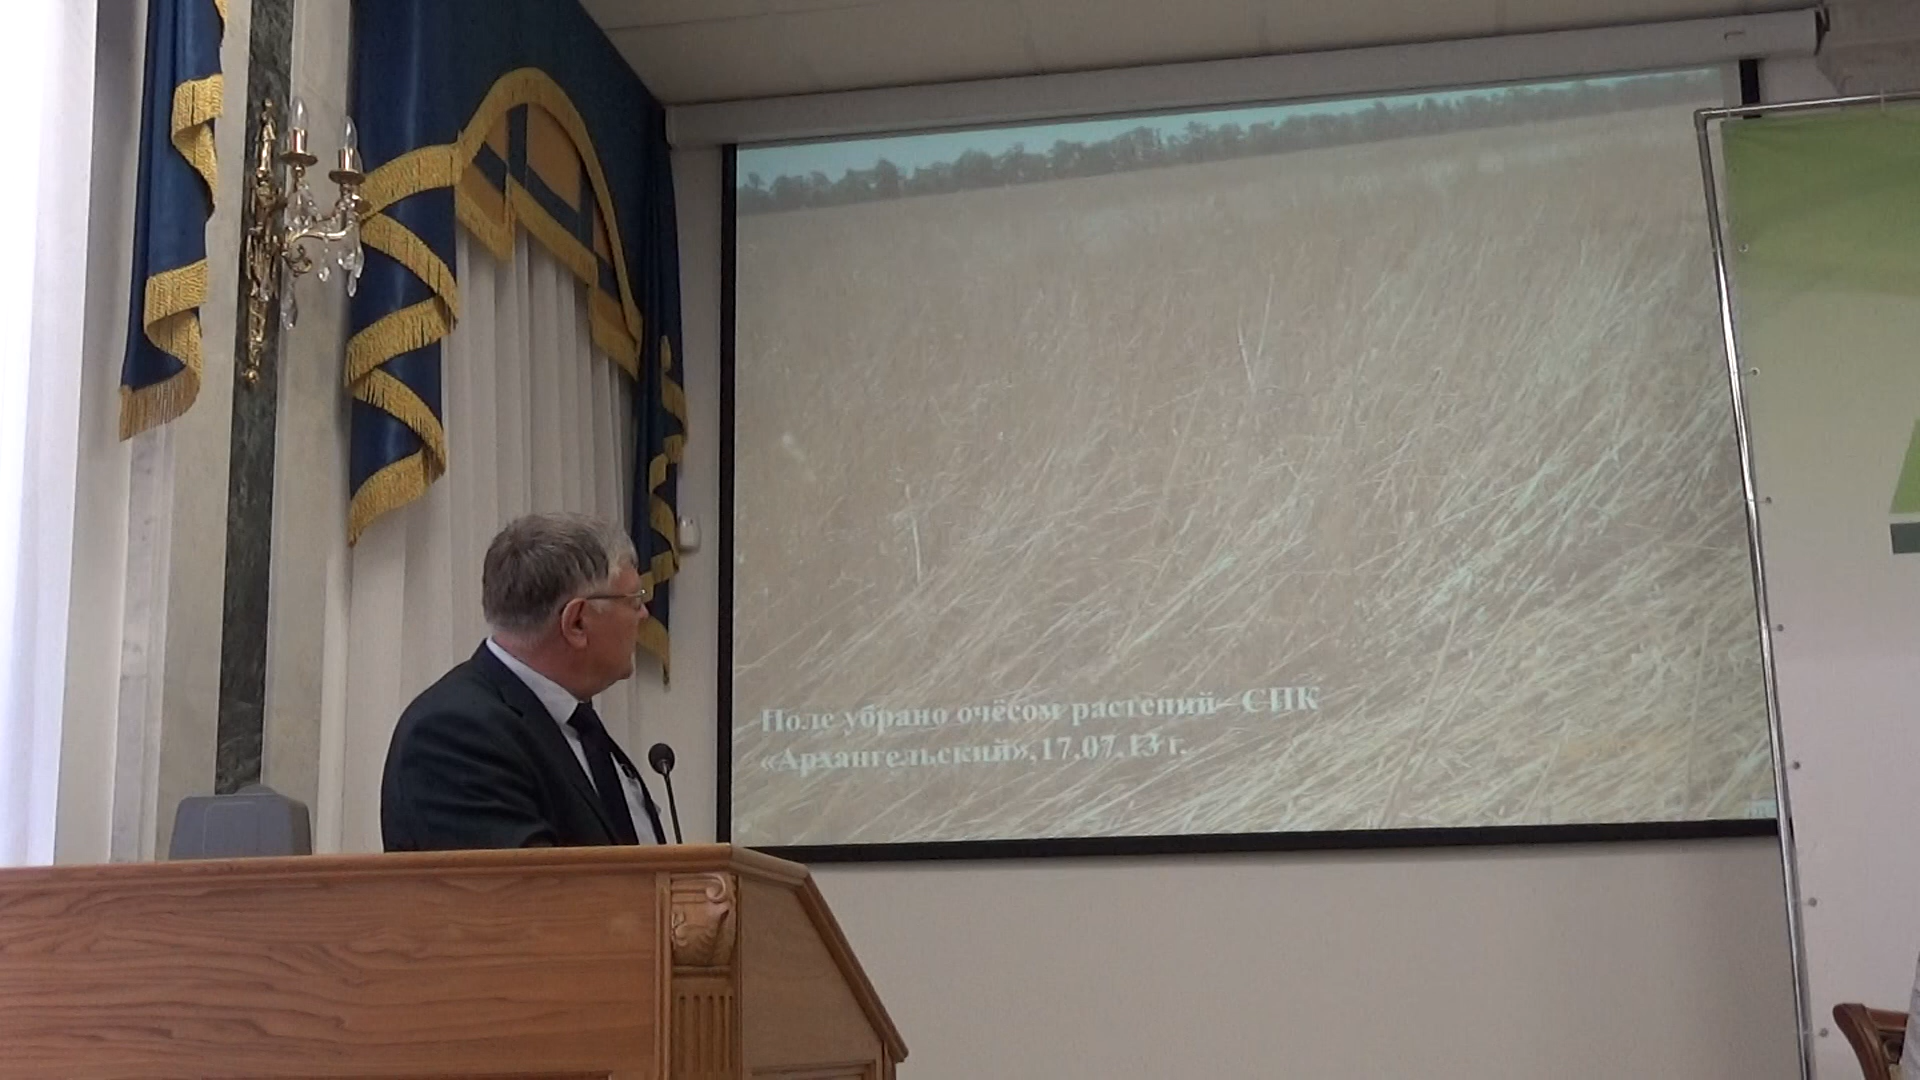 Поле убрано очёсом растений– СПК
«Архангельский»,17.07.13 г.